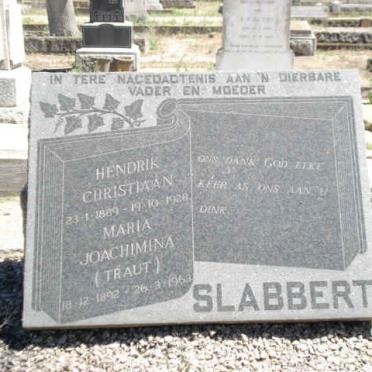 IN TERE NAGEDAGTENIS AAN 'N DIERBARE
VADER EN MOEDER
HENDRIK
CHRISTIAAN
23·1·1889 - 19·10·1928
MARIA
JOACHIMINA
(TRAUT)
18·12·1892 - 26·3·1963
ONS DANK GOD ELKE
KEER AS ONS AAN U
DINK
SLABBERT